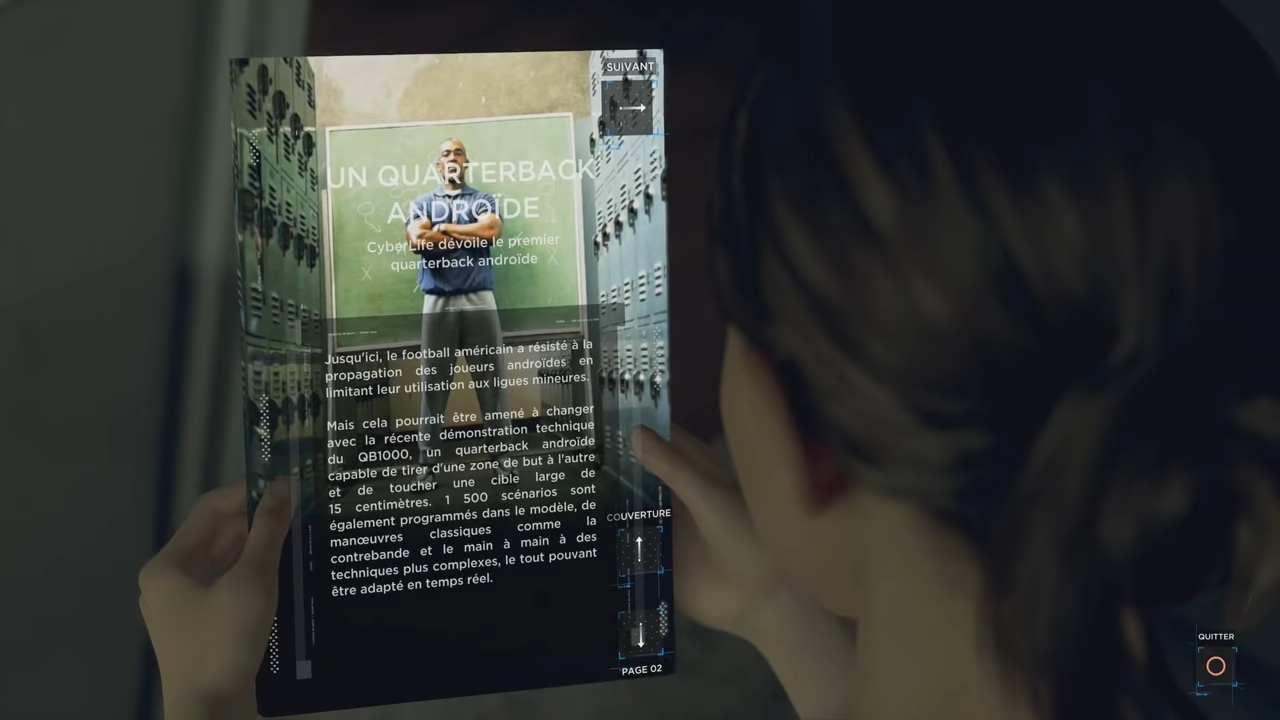 SUIVANT
UN QUARTERBACK
ANDROÏDE
CyberLife dévoile le premier
quarterback androïde
Jusqu'ici, le football américain a résisté à la
propagation des joueurs androïdes en
limitant leur utilisation aux ligues mineures.
Mais cela pourrait être amené à changer
avec la récente démonstration technique
du QB1000, un quarterback androïde
capable de tirer d'une zone de but à l'autre
et de toucher une cible large de
15 centimètres. 1 500 scénarios sont
également programmés dans le modèle, de
manœuvres classiques comme la
contrebande et le main à main à des
techniques plus complexes, le tout pouvant
être adapté en temps réel.
COUVERTURE
PAGE 02
QUITTER